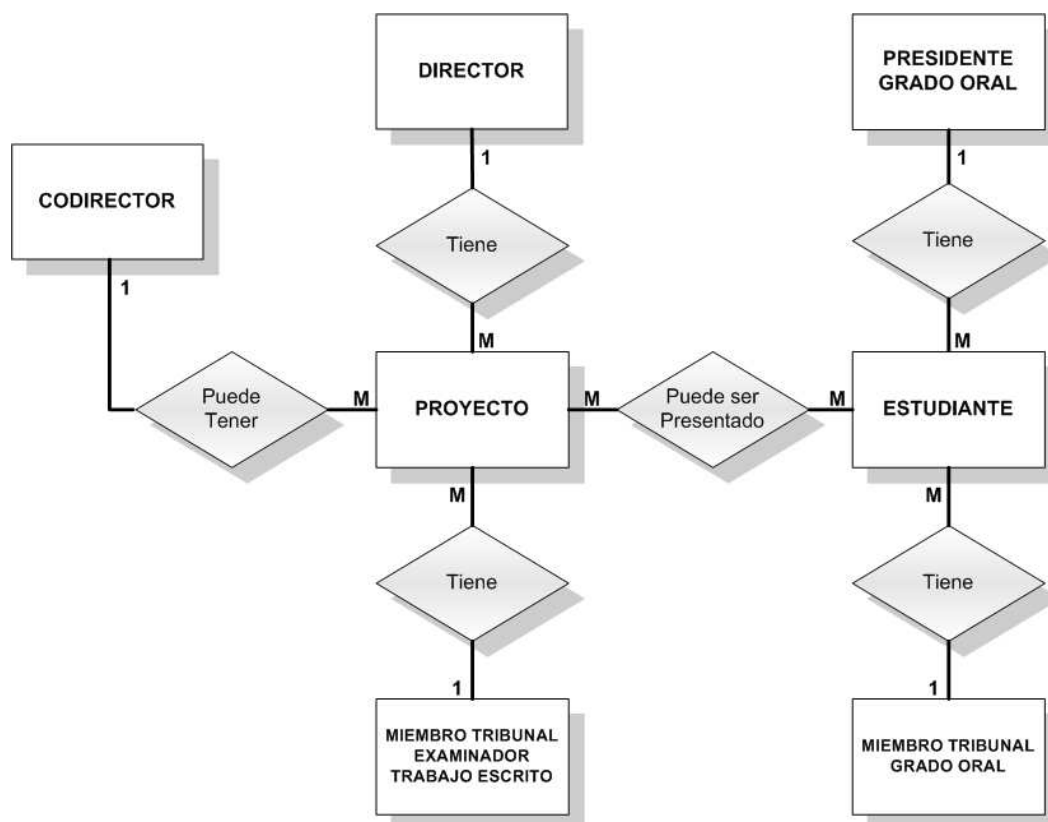 DIRECTOR
PRESIDENTE
GRADO ORAL
CODIRECTOR
1
1
1
Tiene
Tiene
M
M
Puede
Tener
M
PROYECTO
M
Puede ser
Presentado
M
ESTUDIANTE
M
M
Tiene
Tiene
1
1
MIEMBRO TRIBUNAL
EXAMINADOR
TRABAJO ESCRITO
MIEMBRO TRIBUNAL
GRADO ORAL